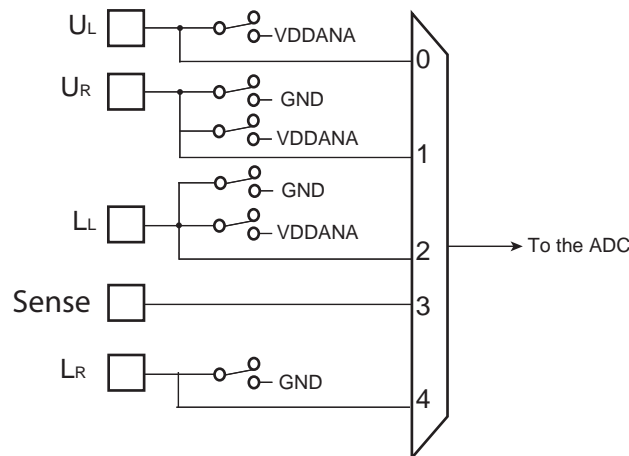 UL
VDDANA
0
UR
GND
VDDANA
1
GND
LL
VDDANA
2
To the ADC
Sense
3
LR
GND
4